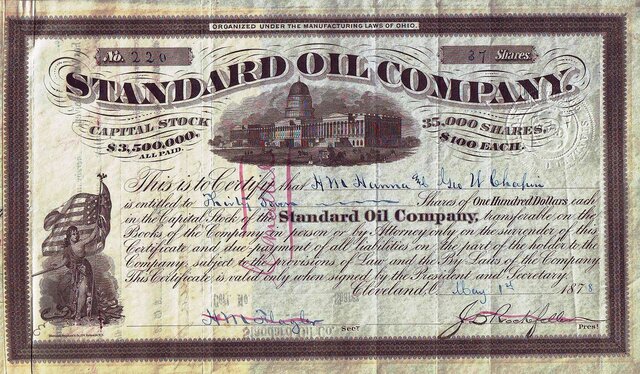 ORGANIZED UNDER THE MANUFACTURING LAWS OF OHIO.
No. 220 37 Shares
STANDARD OIL COMPANY.
CAPITAL STOCK 35,000 SHARES,
$3,500,000. $100 EACH.
ALL PAID.
This is to Certify that H M Hanna & Geo W Chapin
is entitled to Thirty Seven Shares of One Hundred Dollars each
in the Capital Stock of the Standard Oil Company, transferable on the
Books of the Company in person or by Attorney only on the surrender of this
Certificate and due payment of all liabilities on the part of the holder to the
Company, subject to the provisions of Law and the By-Laws of the Company.
This Certificate is valid only when signed by the President and Secretary.
Cleveland, O. May 1st 1878
H M Flagler Secy. J. D. Rockefeller Prest.